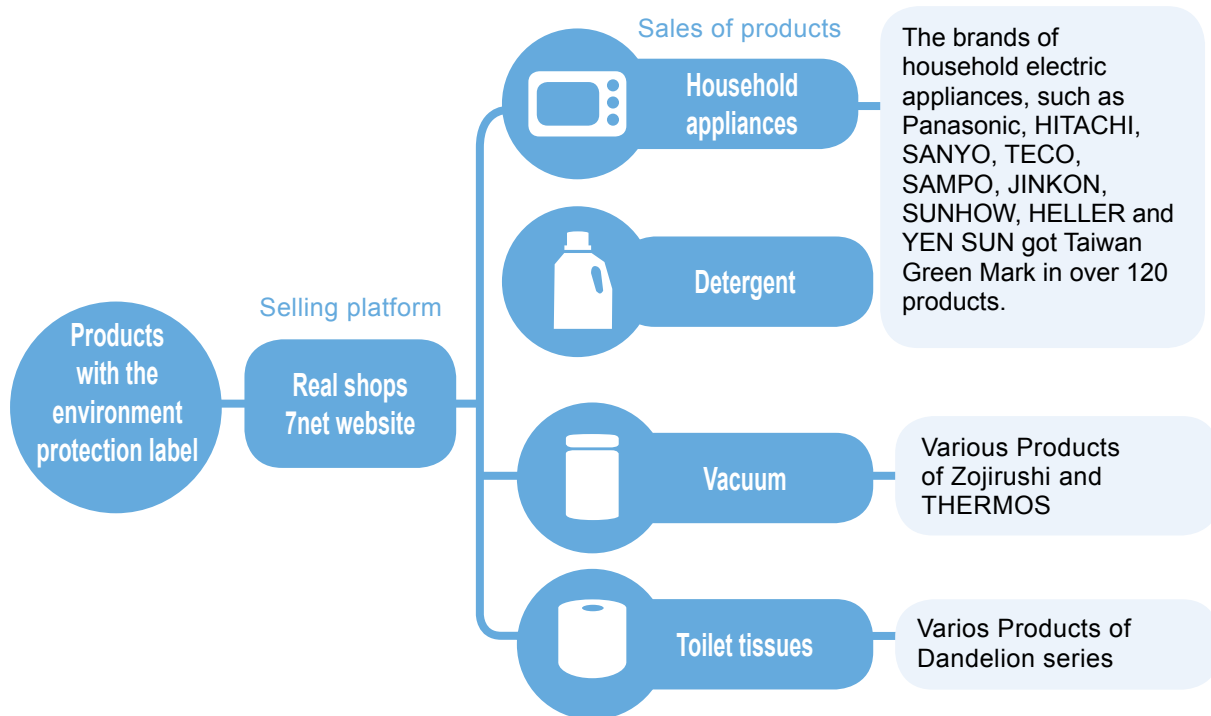 Products
with the
environment
protection label
Selling platform
Real shops
7net website
Sales of products
Household
appliances
The brands of
household electric
appliances, such as
Panasonic, HITACHI,
SANYO, TECO,
SAMPO, JINKON,
SUNHOW, HELLER and
YEN SUN got Taiwan
Green Mark in over 120
products.
Detergent
Vacuum
Various Products
of Zojirushi and
THERMOS
Toilet tissues
Varios Products of
Dandelion series